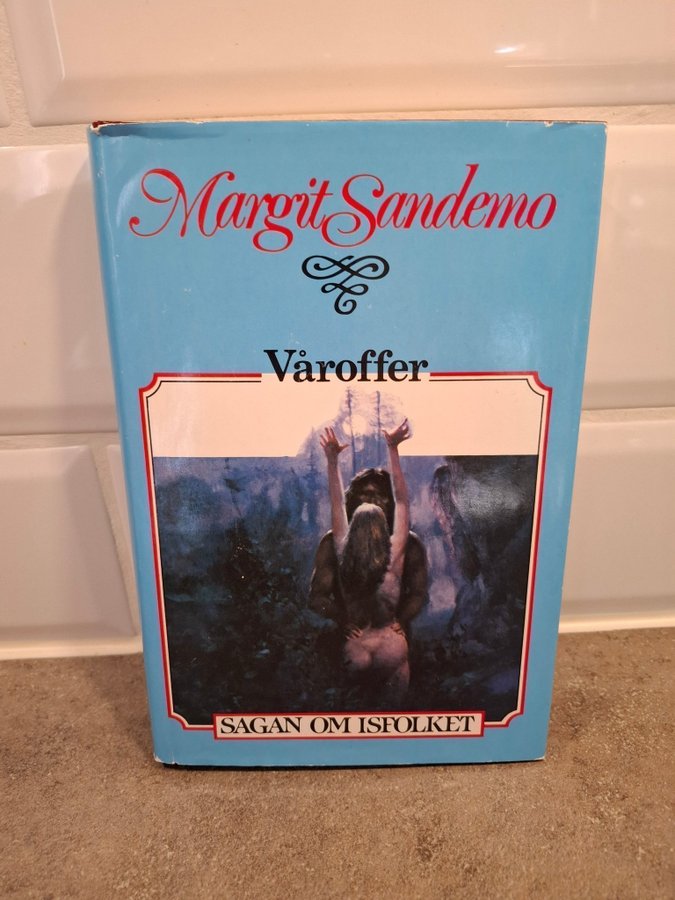 Margit Sandemo
Våroffer
SAGAN OM ISFOLKET